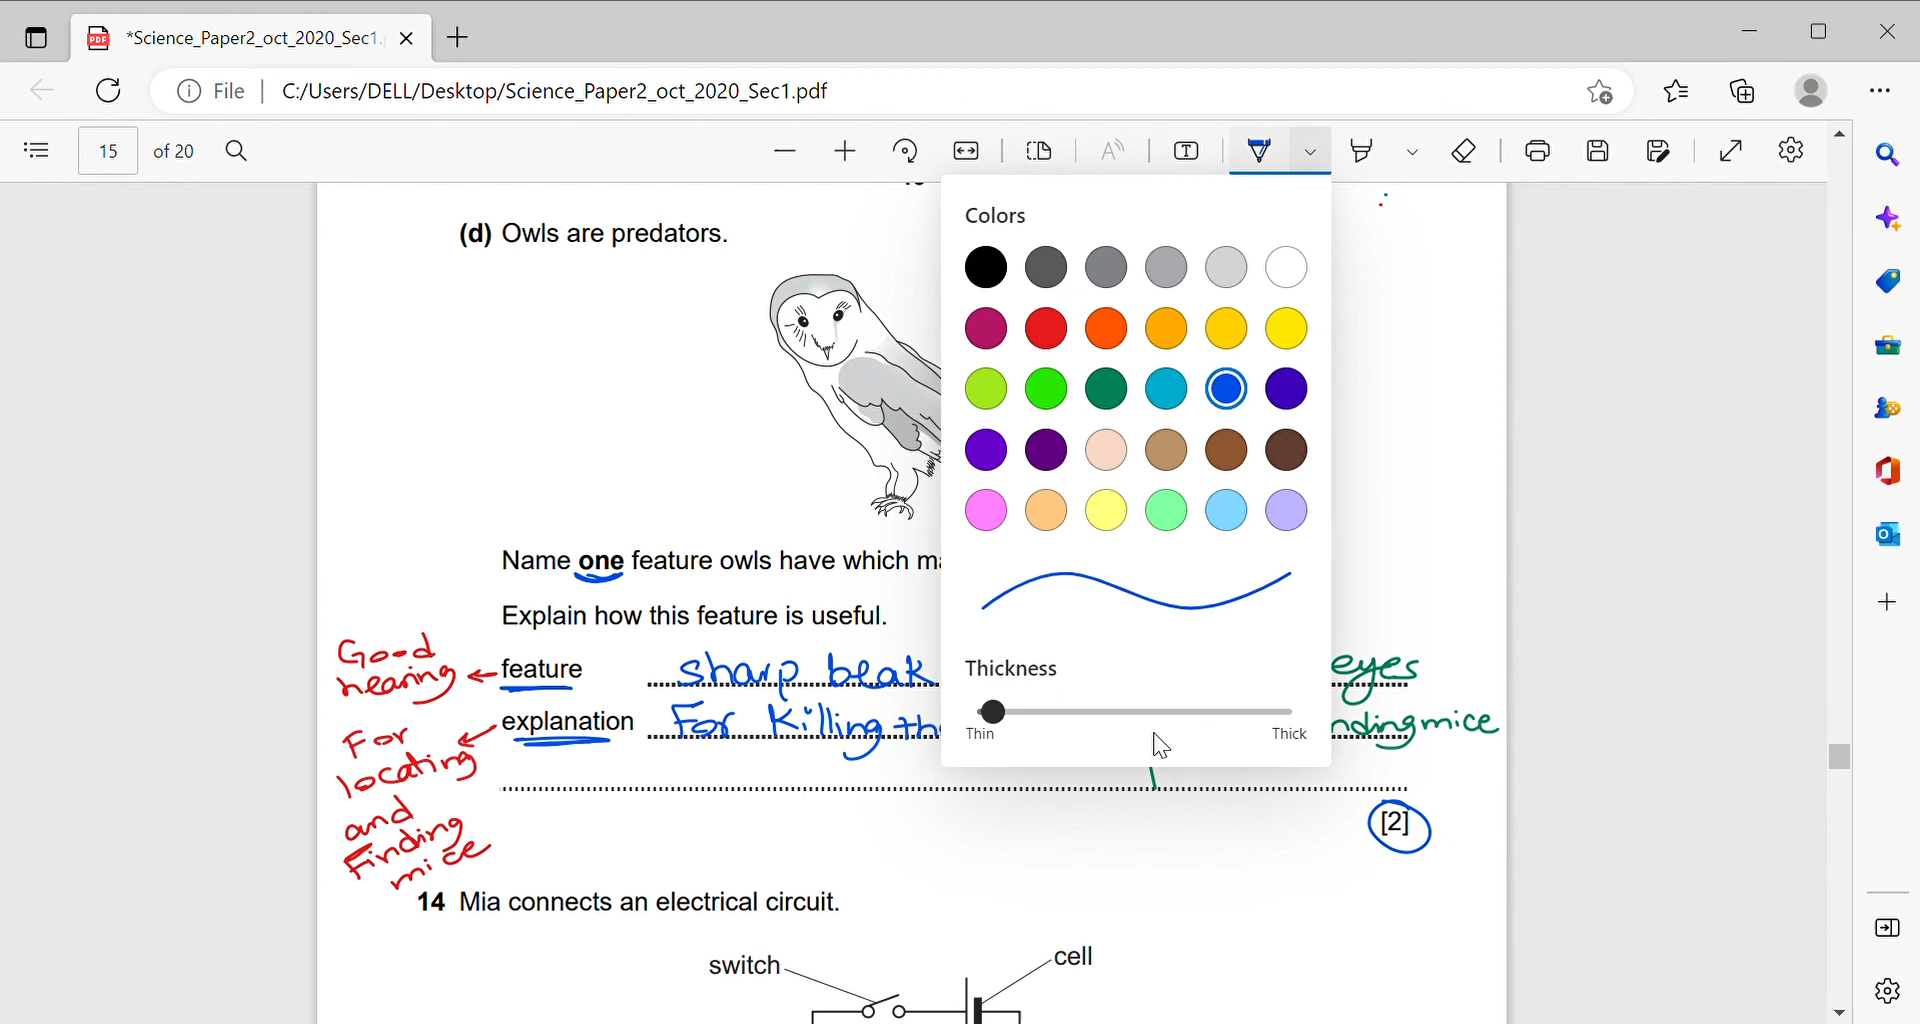 *Science_Paper2_oct_2020_Sec1.
File
C:/Users/DELL/Desktop/Science_Paper2_oct_2020_Sec1.pdf
15 of 20
(d) Owls are predators.
Colors
Name one feature owls have which
Explain how this feature is useful.
Good hearing
feature
sharp beak
eyes
Thickness
Thin
Thick
explanation
For Killing
mice
For
locating
and
Finding
mice
[2]
14 Mia connects an electrical circuit.
switch
cell